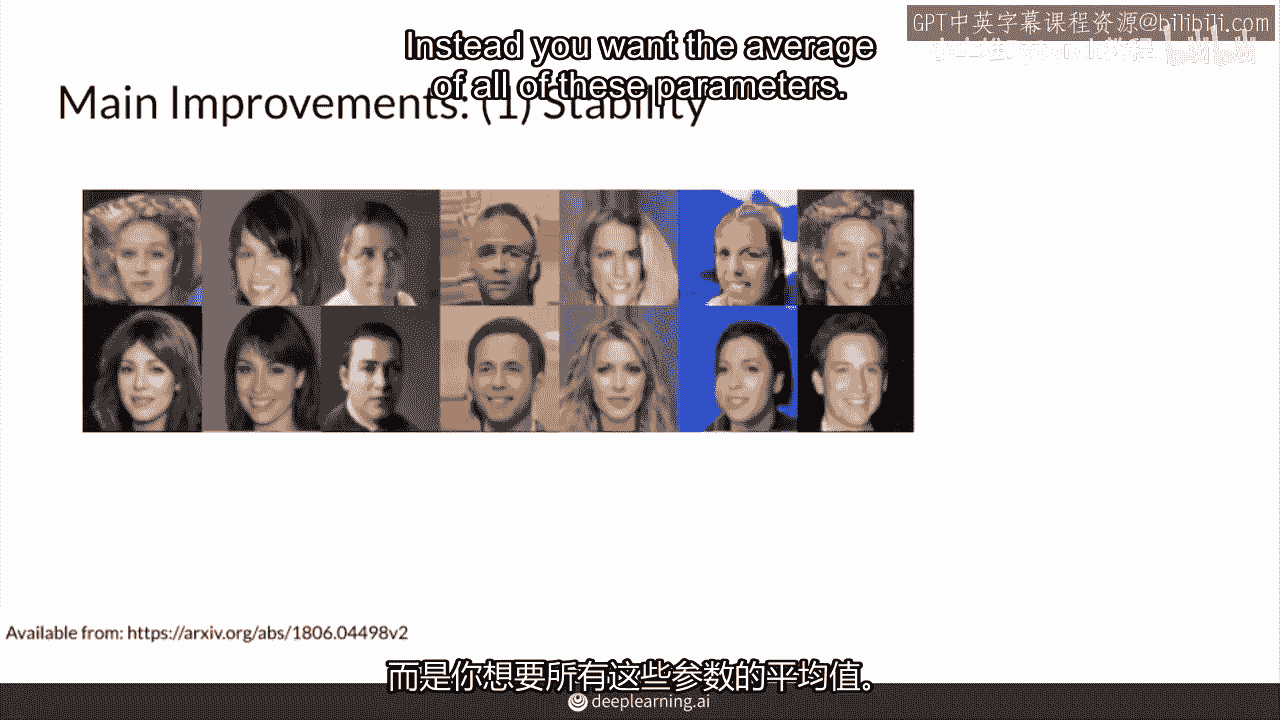 GPT中英字幕课程资源@bilibili.com
Instead you want the average
of all of these parameters.
Main Improvements: (1) Stability
Available from: https://arxiv.org/abs/1806.04498v2
而是你想要所有这些参数的平均值。
deeplearning.ai